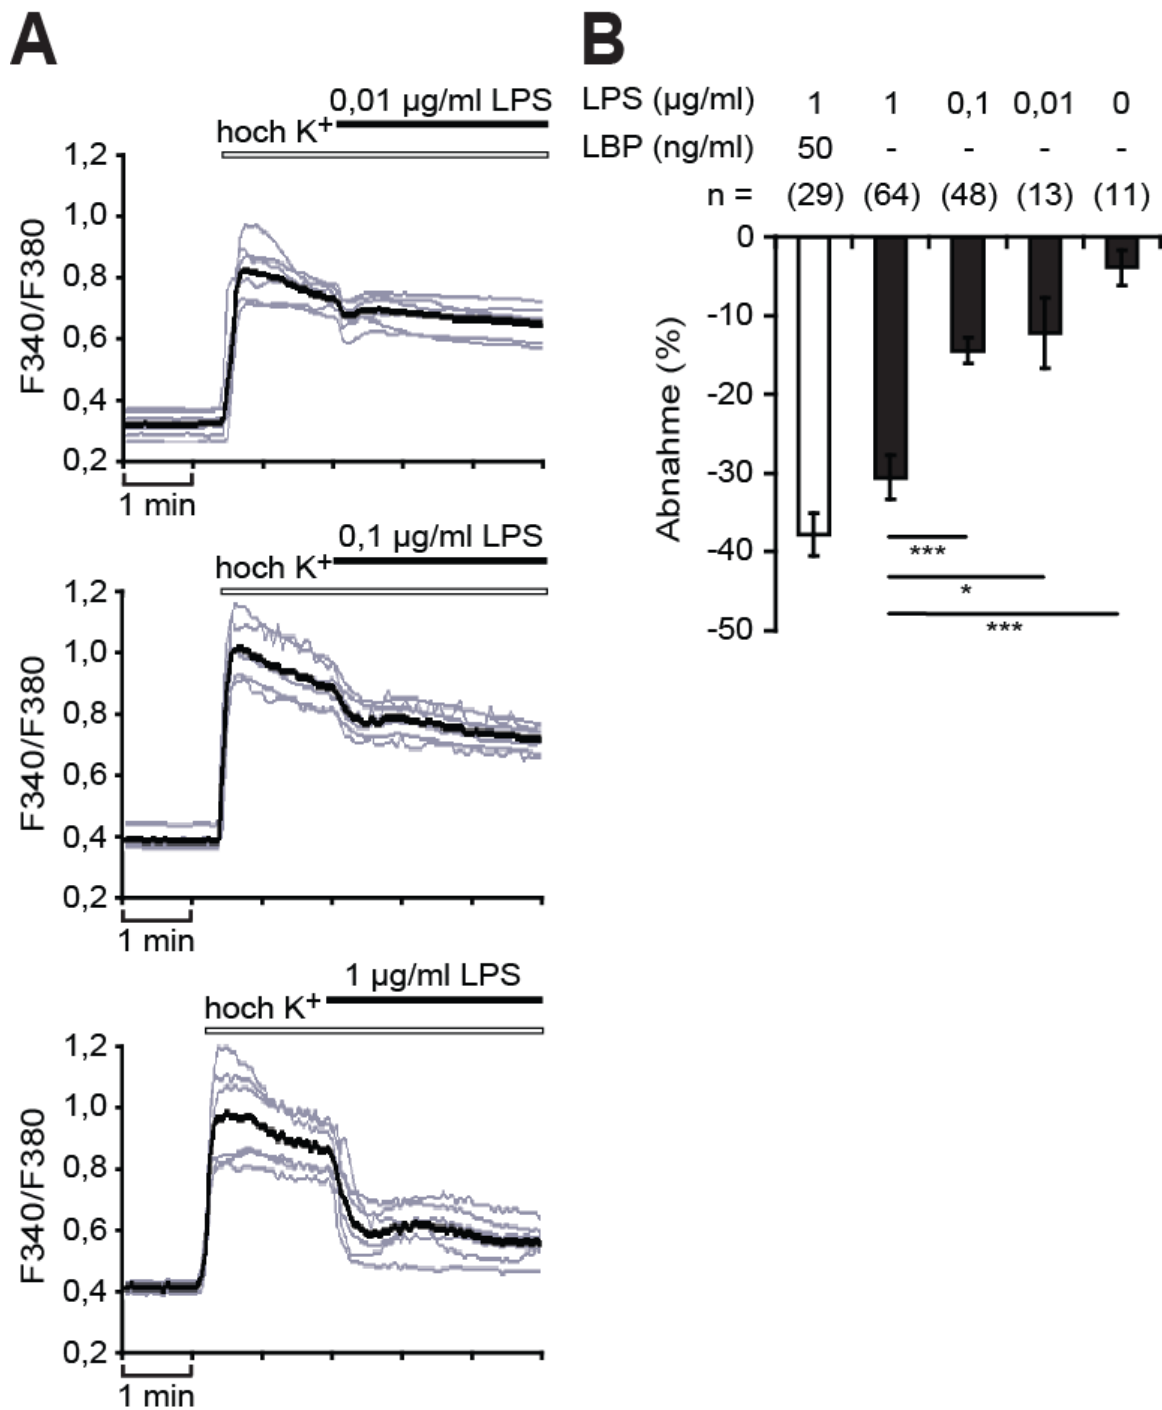 A
0,01 µg/ml LPS
hoch K+
1,2
1,0
0,8
0,6
0,4
0,2
F340/F380
1 min
0,1 µg/ml LPS
hoch K+
1,2
1,0
0,8
0,6
0,4
0,2
F340/F380
1 min
1 µg/ml LPS
hoch K+
1,2
1,0
0,8
0,6
0,4
0,2
F340/F380
1 min
B
LPS (µg/ml) 1 1 0,1 0,01 0
LBP (ng/ml) 50 - - - -
n = (29) (64) (48) (13) (11)
0
-10
-20
-30
-40
-50
Abnahme (%)
***
*
***